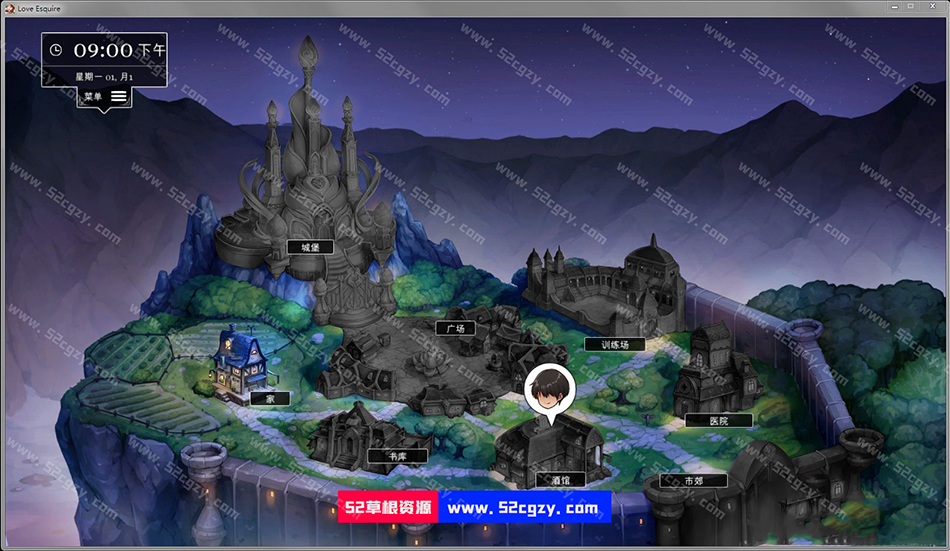 Love Esquire
09:00 下午
星期一 01, 月1
菜单
城堡
广场
训练场
家
医院
书库
酒馆
市郊
52草根资源 www.52cgzy.com
www.52cgzy.com